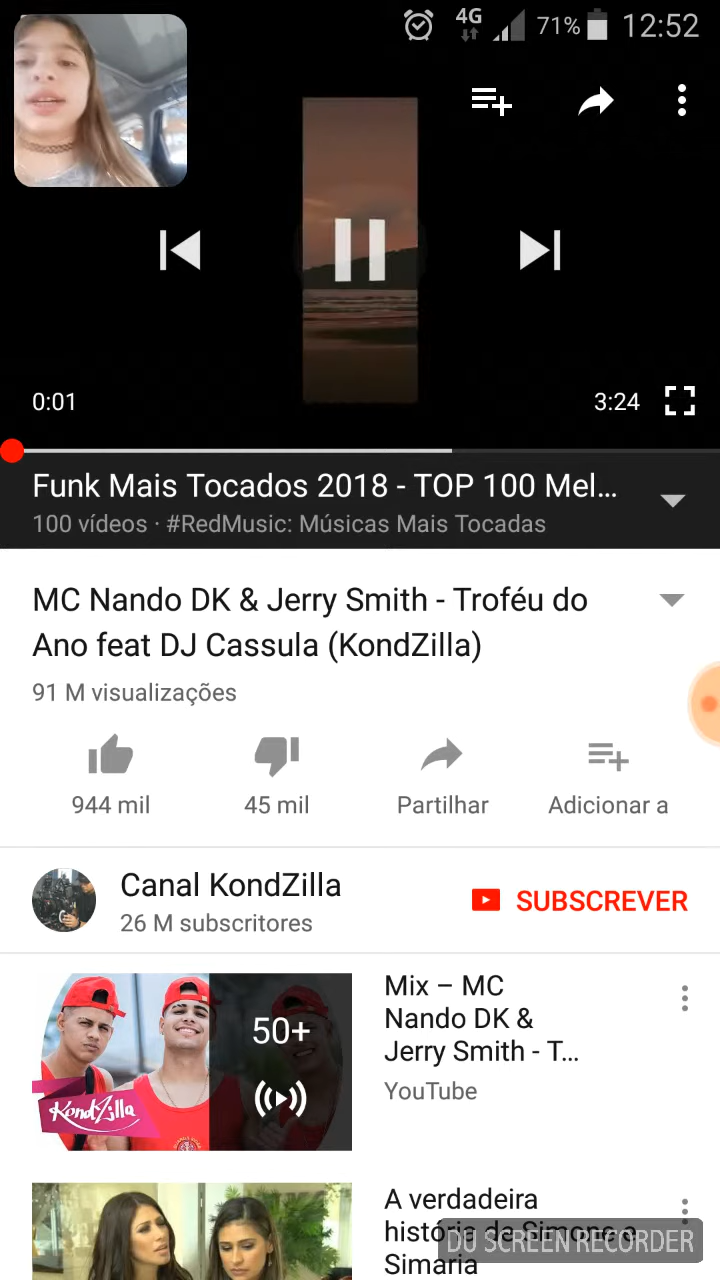 4G 71% 12:52
0:01 3:24
Funk Mais Tocados 2018 - TOP 100 Mel...
100 vídeos · #RedMusic: Músicas Mais Tocadas
MC Nando DK & Jerry Smith - Troféu do
Ano feat DJ Cassula (KondZilla)
91 M visualizações
944 mil 45 mil Partilhar Adicionar a
Canal KondZilla
26 M subscritores
SUBSCREVER
50+
KondZilla
Mix – MC
Nando DK &
Jerry Smith - T...
YouTube
A verdadeira
história de Simone e
Simaria
DU SCREEN RECORDER